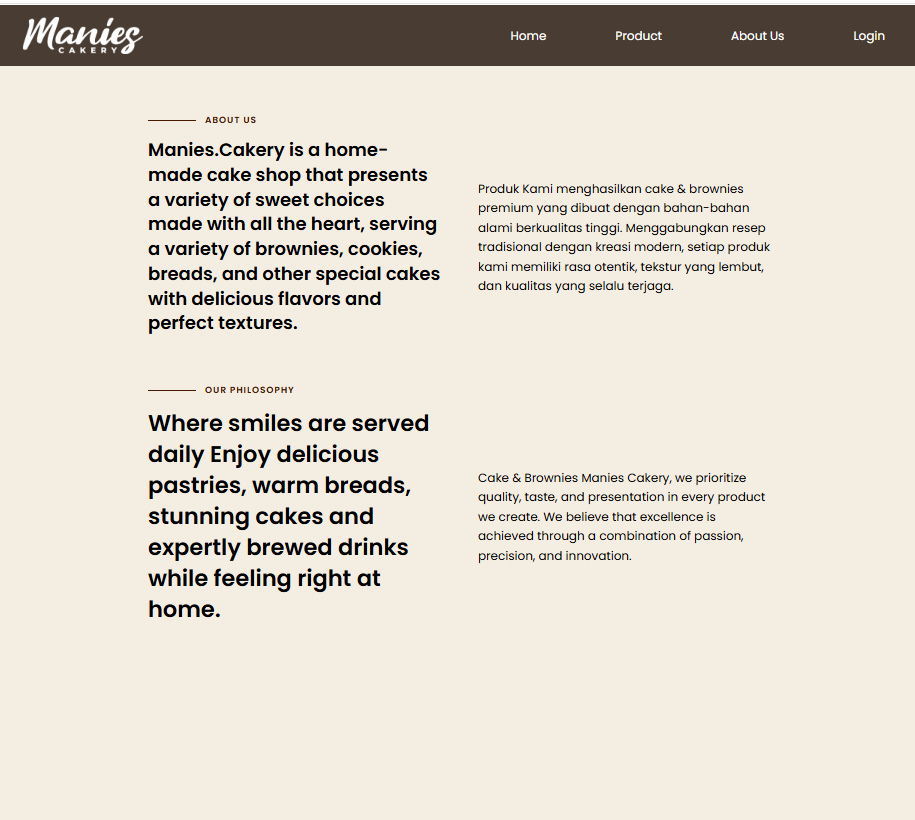 Manies
CAKERY
Home
Product
About Us
Login
ABOUT US
Manies.Cakery is a home-
made cake shop that presents
a variety of sweet choices
made with all the heart, serving
a variety of brownies, cookies,
breads, and other special cakes
with delicious flavors and
perfect textures.
Produk Kami menghasilkan cake & brownies
premium yang dibuat dengan bahan-bahan
alami berkualitas tinggi. Menggabungkan resep
tradisional dengan kreasi modern, setiap produk
kami memiliki rasa otentik, tekstur yang lembut,
dan kualitas yang selalu terjaga.
OUR PHILOSOPHY
Where smiles are served
daily Enjoy delicious
pastries, warm breads,
stunning cakes and
expertly brewed drinks
while feeling right at
home.
Cake & Brownies Manies Cakery, we prioritize
quality, taste, and presentation in every product
we create. We believe that excellence is
achieved through a combination of passion,
precision, and innovation.